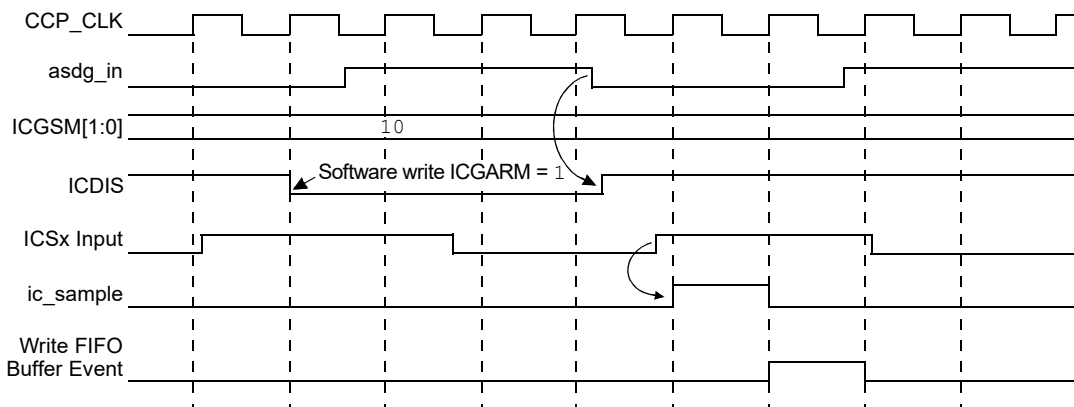 CCP_CLK
asdg_in
ICGSM[1:0]
10
ICDIS
Software write ICGARM = 1
ICSx Input
ic_sample
Write FIFO
Buffer Event